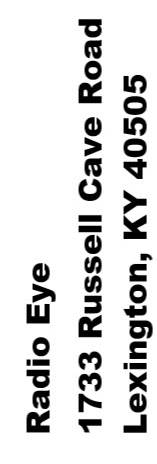 Radio Eye
1733 Russell Cave Road
Lexington, KY 40505